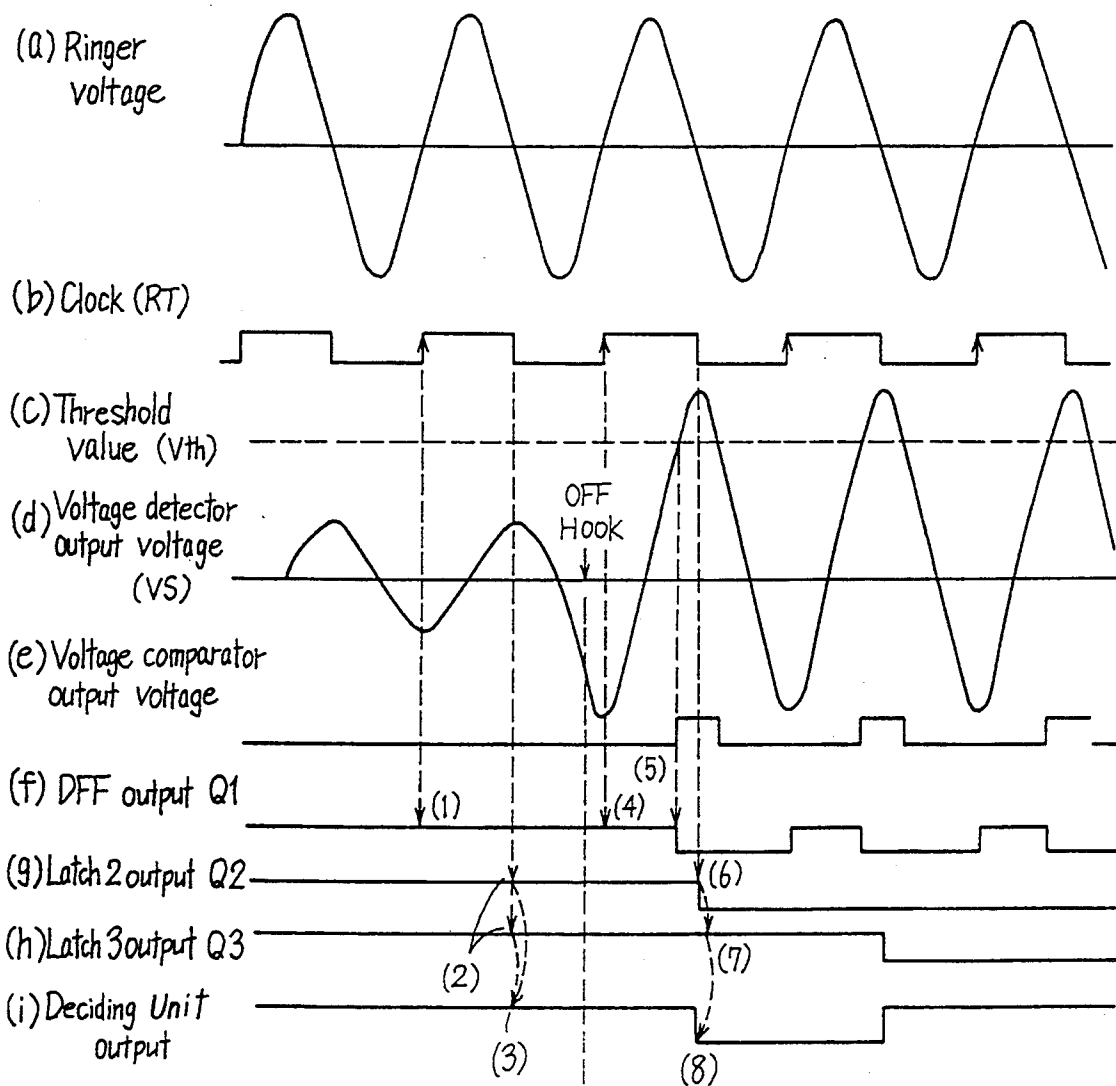 (a) Ringer
voltage
(b) Clock (RT)
(c) Threshold
value (Vth)
(d) Voltage detector
output voltage
(VS)
OFF
HOOK
(e) Voltage comparator
output voltage
(5)
(f) DFF output Q1
(1)
(4)
(g) Latch 2 output Q2
(6)
(h) Latch 3 output Q3
(2)
(7)
(i) Deciding Unit
output
(3)
(8)